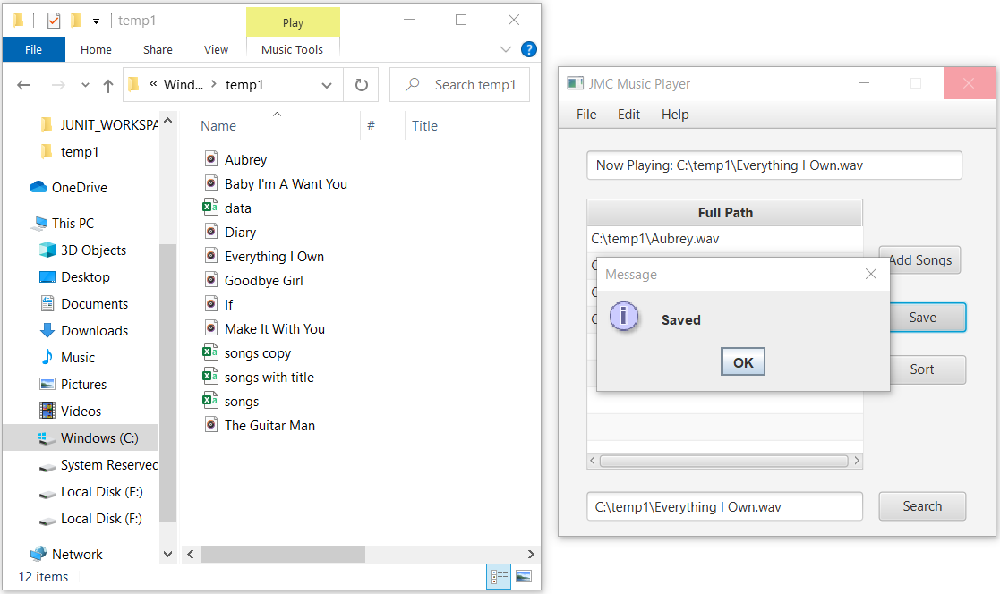 temp1
Play
File Home Share View Music Tools
« Wind... > temp1
Search temp1
JUNIT_WORKSPA
temp1
OneDrive
This PC
3D Objects
Desktop
Documents
Downloads
Music
Pictures
Videos
Windows (C:)
System Reserved
Local Disk (E:)
Local Disk (F:)
Network
Name # Title
Aubrey
Baby I'm A Want You
data
Diary
Everything I Own
Goodbye Girl
If
Make It With You
songs copy
songs with title
songs
The Guitar Man
12 items
JMC Music Player
File Edit Help
Now Playing: C:\temp1\Everything I Own.wav
Full Path
C:\temp1\Aubrey.wav
Add Songs
Message
Saved
OK
Save
Sort
C:\temp1\Everything I Own.wav
Search